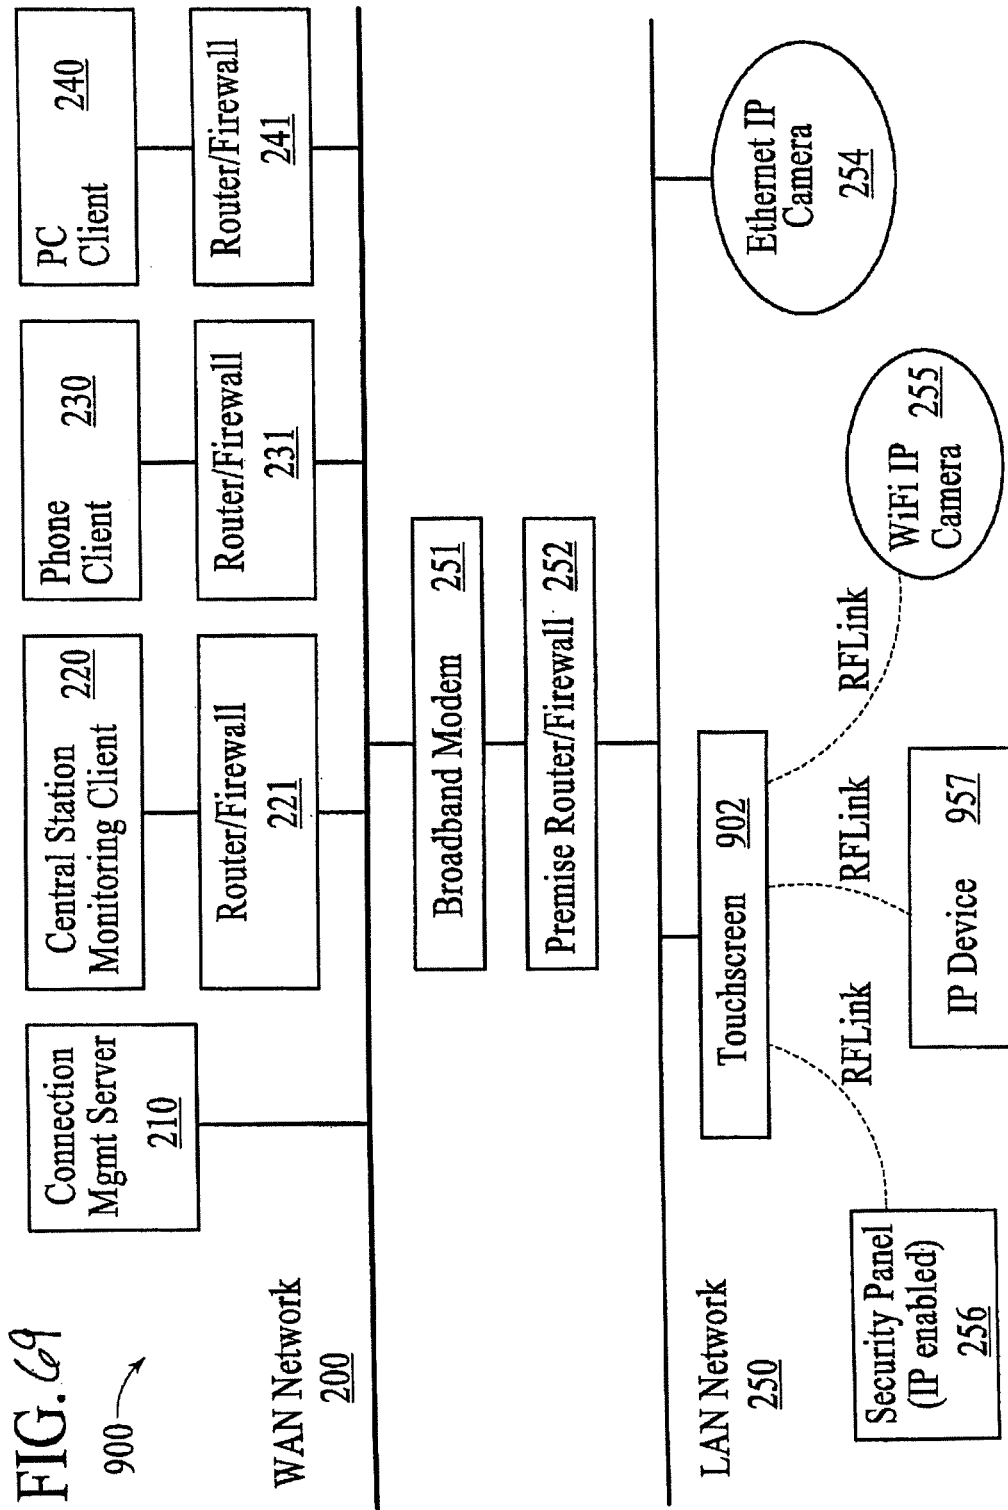 FIG. 69
900
Connection
Mgmt Server
210
Central Station
Monitoring Client
220
Phone
Client
230
PC
Client
240
Router/Firewall
221
Router/Firewall
231
Router/Firewall
241
WAN Network
200
Broadband Modem 251
Premise Router/Firewall 252
LAN Network
250
Touchscreen 902
Ethernet IP
Camera
254
RFLink
RFLink
RFLink
Security Panel
(IP enabled)
256
IP Device 957
WiFi IP
Camera
255